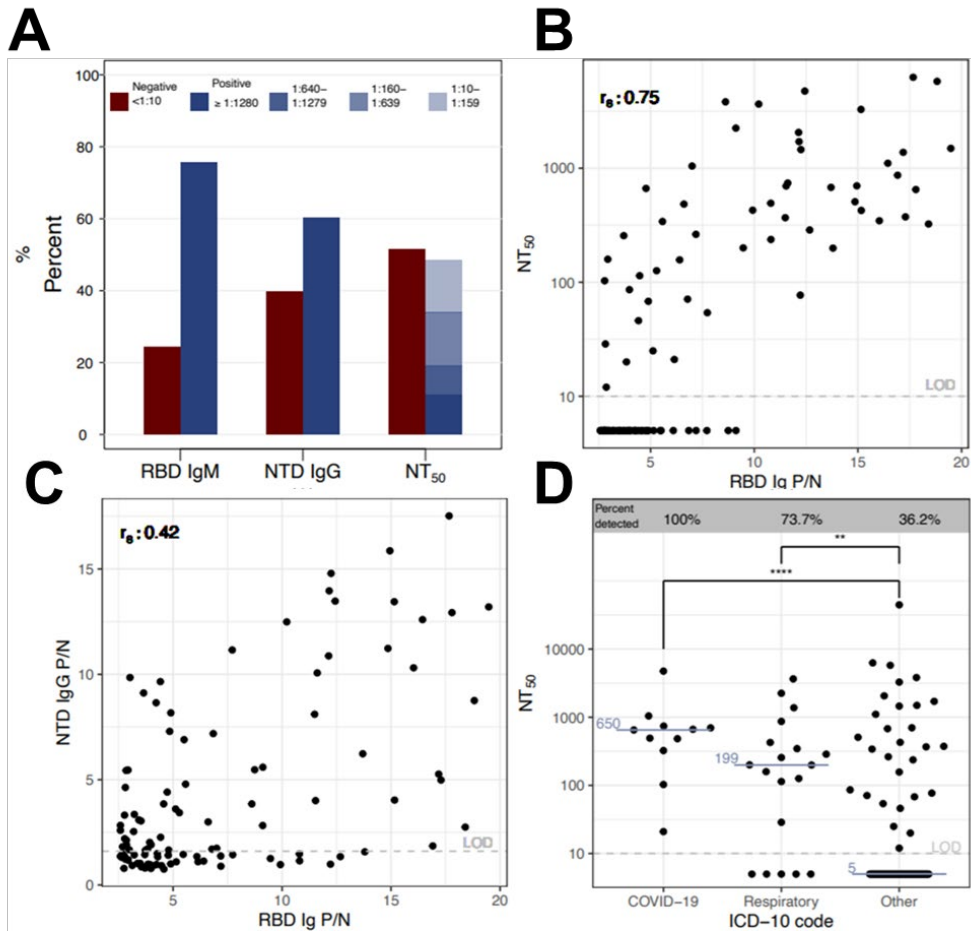 A
100
Negative
<1:10
Positive
≥ 1:1280
1:640–
1:1279
1:160–
1:639
1:10–
1:159
80
60
40
20
0
%
Percent
RBD IgM
NTD IgG
NT50
B
rs:0.75
1000
100
10
NT50
LOD
5
10
15
20
RBD Ig P/N
C
rs:0.42
15
10
5
0
NTD IgG P/N
LOD
5
10
15
20
RBD Ig P/N
D
Percent
detected
100%
73.7%
36.2%
**
****
10000
1000
100
10
NT50
650
199
5
LOD
COVID–19
Respiratory
Other
ICD–10 code